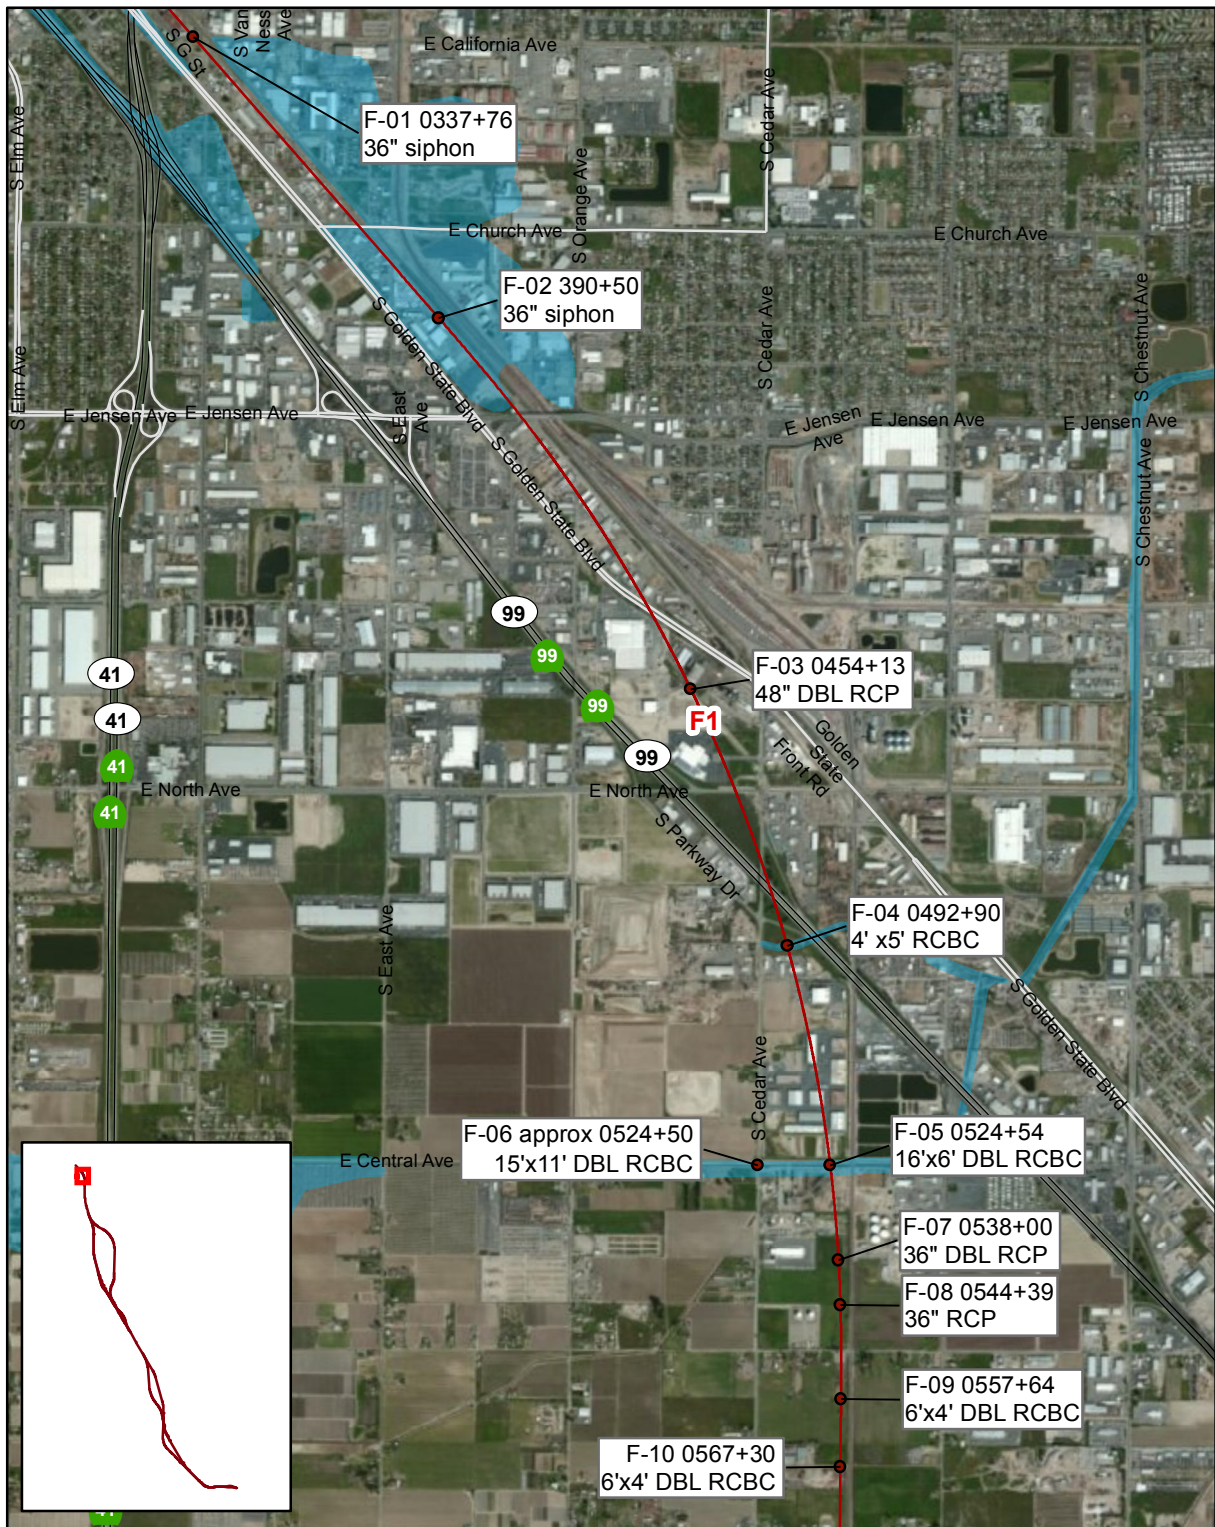 S Van
Ness
Ave
S G St
E California Ave
S Elm Ave
F-01 0337+76
36" siphon
S Cedar Ave
S Orange Ave
E Church Ave
E Church Ave
F-02 390+50
36" siphon
S Golden State Blvd
S Cedar Ave
S Chestnut Ave
S Elm Ave
E Jensen Ave
E Jensen Ave
S East
Ave
E Jensen
Ave
E Jensen Ave
E Jensen Ave
S Golden State Blvd
S Chestnut Ave
99
99
99
99
41
41
41
41
F-03 0454+13
48" DBL RCP
F1
Golden
State
Front Rd
E North Ave
E North Ave
S Parkway Dr
F-04 0492+90
4' x5' RCBC
S East Ave
S Golden State Blvd
S Cedar Ave
F-06 approx 0524+50
15'x11' DBL RCBC
F-05 0524+54
16'x6' DBL RCBC
E Central Ave
F-07 0538+00
36" DBL RCP
F-08 0544+39
36" RCP
F-09 0557+64
6'x4' DBL RCBC
F-10 0567+30
6'x4' DBL RCBC
41